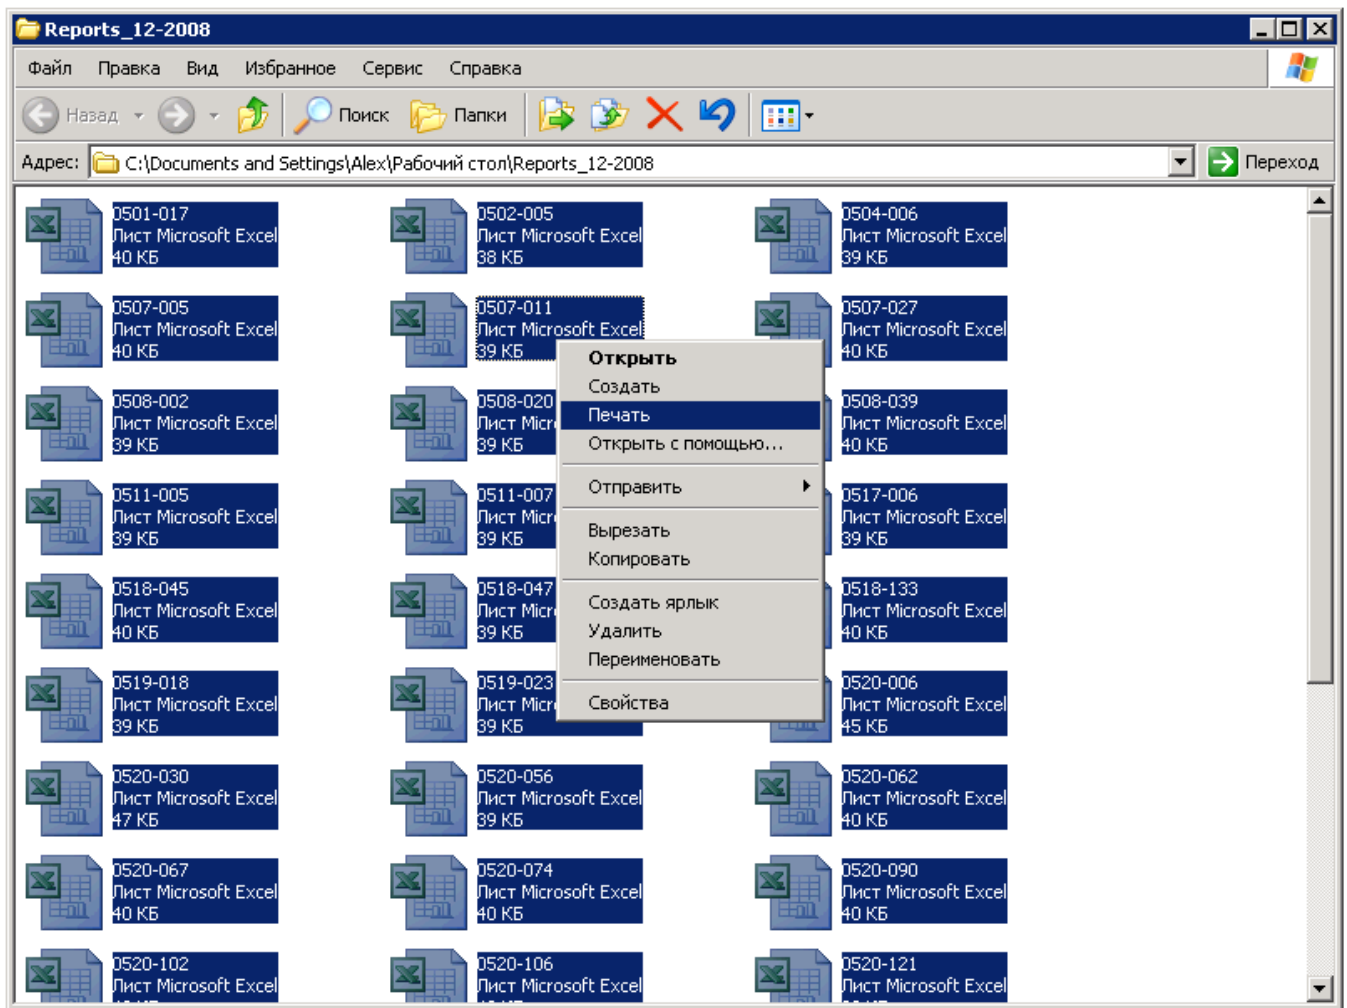 Reports_12-2008
Файл Правка Вид Избранное Сервис Справка
Назад Поиск Папки
Адрес: C:\Documents and Settings\Alex\Рабочий стол\Reports_12-2008 Переход
0501-017 0502-005 0504-006
Лист Microsoft Excel Лист Microsoft Excel Лист Microsoft Excel
40 КБ 38 КБ 39 КБ
0507-005 0507-011 0507-027
Лист Microsoft Excel Лист Microsoft Excel Лист Microsoft Excel
40 КБ 39 КБ 40 КБ
Открыть
Создать
Печать
Открыть с помощью...
Отправить
Вырезать
Копировать
Создать ярлык
Удалить
Переименовать
Свойства
0508-002 0508-020 0508-039
Лист Microsoft Excel Лист Micr Лист Microsoft Excel
39 КБ 39 КБ 40 КБ
0511-005 0511-007 0517-006
Лист Microsoft Excel Лист Micr Лист Microsoft Excel
39 КБ 39 КБ 39 КБ
0518-045 0518-047 0518-133
Лист Microsoft Excel Лист Micr Лист Microsoft Excel
40 КБ 39 КБ 40 КБ
0519-018 0519-023 0520-006
Лист Microsoft Excel Лист Micr Лист Microsoft Excel
39 КБ 39 КБ 45 КБ
0520-030 0520-056 0520-062
Лист Microsoft Excel Лист Microsoft Excel Лист Microsoft Excel
47 КБ 39 КБ 40 КБ
0520-067 0520-074 0520-090
Лист Microsoft Excel Лист Microsoft Excel Лист Microsoft Excel
40 КБ 40 КБ 40 КБ
0520-102 0520-106 0520-121
Лист Microsoft Excel Лист Microsoft Excel Лист Microsoft Excel